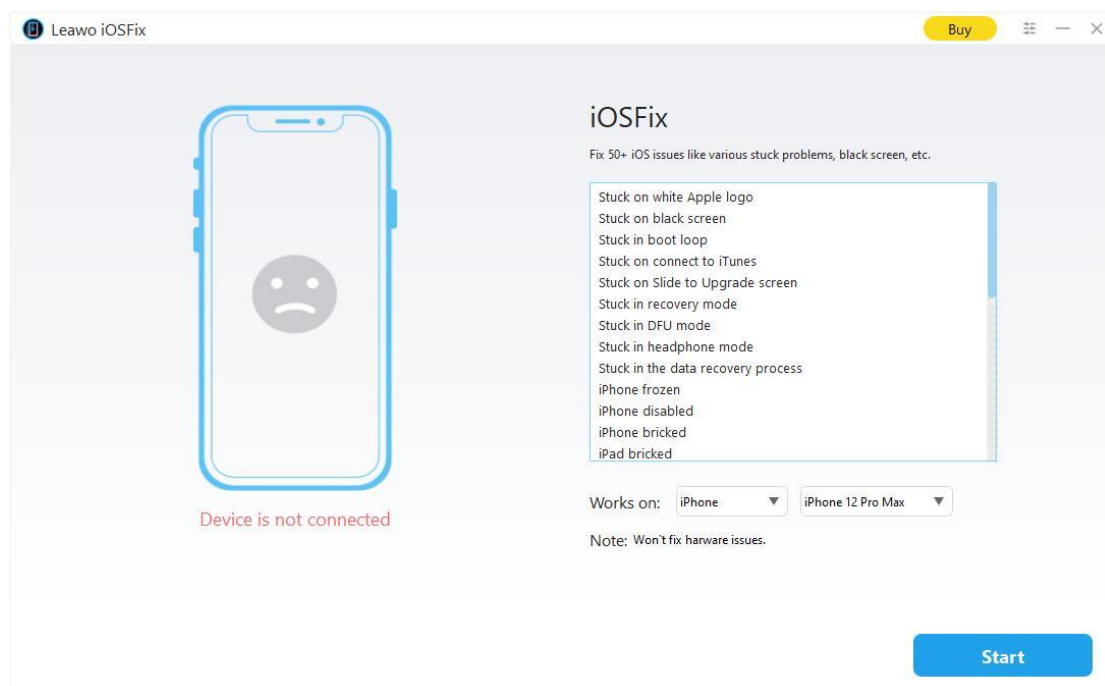 Leawo iOSFix
Buy
iOSFix
Fix 50+ iOS issues like various stuck problems, black screen, etc.
Stuck on white Apple logo
Stuck on black screen
Stuck in boot loop
Stuck on connect to iTunes
Stuck on Slide to Upgrade screen
Stuck in recovery mode
Stuck in DFU mode
Stuck in headphone mode
Stuck in the data recovery process
iPhone frozen
iPhone disabled
iPhone bricked
iPad bricked
Works on: iPhone iPhone 12 Pro Max
Device is not connected
Note: Won`t fix harware issues.
Start